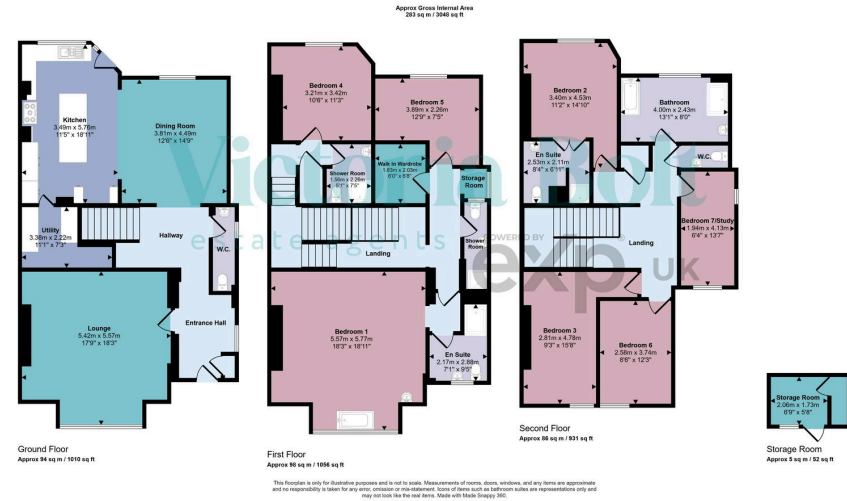 Approx Gross Internal Area
283 sq m / 3048 sq ft
Kitchen
3.49m x 5.76m
11'5" x 18'11"
Dining Room
3.81m x 4.49m
12'6" x 14'9"
Utility
3.38m x 2.22m
11'1" x 7'3"
Hallway
W.C.
Lounge
5.42m x 5.57m
17'9" x 18'3"
Entrance Hall
Ground Floor
Approx 94 sq m / 1010 sq ft
Bedroom 4
3.21m x 3.42m
10'6" x 11'3"
Bedroom 5
3.89m x 2.26m
12'9" x 7'5"
Shower Room
1.56m x 2.26m
5'1" x 7'5"
Walk In Wardrobe
1.83m x 2.03m
6'0" x 6'8"
Storage
Room
Shower
Room
Landing
Bedroom 1
5.57m x 5.77m
18'3" x 18'11"
En Suite
2.17m x 2.88m
7'1" x 9'5"
First Floor
Approx 98 sq m / 1056 sq ft
Bedroom 2
3.40m x 4.53m
11'2" x 14'10"
Bathroom
4.00m x 2.43m
13'1" x 8'0"
En Suite
2.53m x 2.11m
8'4" x 6'11"
W.C.
Bedroom 7/Study
1.94m x 4.13m
6'4" x 13'7"
Landing
Bedroom 3
2.81m x 4.78m
9'3" x 15'8"
Bedroom 6
2.58m x 3.74m
8'6" x 12'3"
Second Floor
Approx 86 sq m / 931 sq ft
Storage Room
2.06m x 1.73m
6'9" x 5'8"
Storage Room
Approx 5 sq m / 52 sq ft
Victoria Bolt
estate agents
POWERED BY
exp UK
This floorplan is only for illustrative purposes and is not to scale. Measurements of rooms, doors, windows, and any items are approximate
and no responsibility is taken for any error, omission or mis-statement. Icons of items such as bathroom suites are representations only and
may not look like the real items. Made with Made Snappy 360.